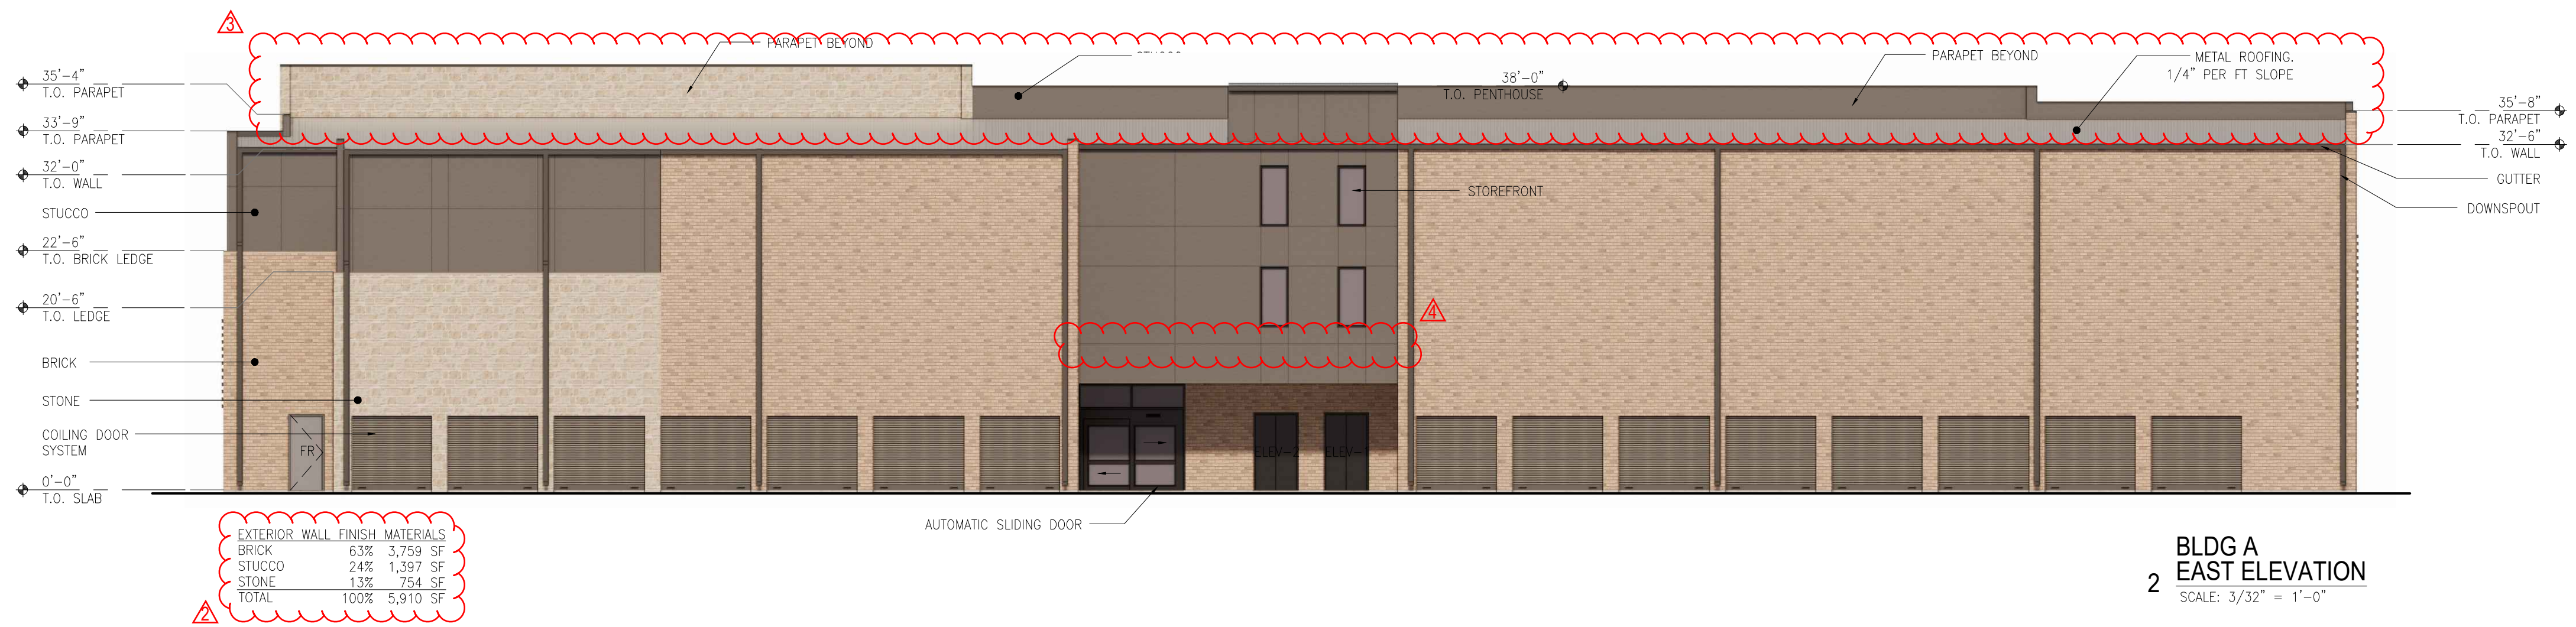 3
PARAPET BEYOND
PARAPET BEYOND
METAL ROOFING.
1/4" PER FT SLOPE
35'-4"
T.O. PARAPET
38'-0"
T.O. PENTHOUSE
35'-8"
T.O. PARAPET
33'-9"
T.O. PARAPET
32'-6"
T.O. WALL
32'-0"
T.O. WALL
GUTTER
STOREFRONT
STUCCO
DOWNSPOUT
22'-6"
T.O. BRICK LEDGE
20'-6"
T.O. LEDGE
4
BRICK
STONE
COILING DOOR
SYSTEM
FR
ELEV-2
ELEV-1
0'-0"
T.O. SLAB
AUTOMATIC SLIDING DOOR
EXTERIOR WALL FINISH MATERIALS
BRICK 63% 3,759 SF
STUCCO 24% 1,397 SF
STONE 13% 754 SF
TOTAL 100% 5,910 SF
2
2
BLDG A
EAST ELEVATION
SCALE: 3/32" = 1'-0"